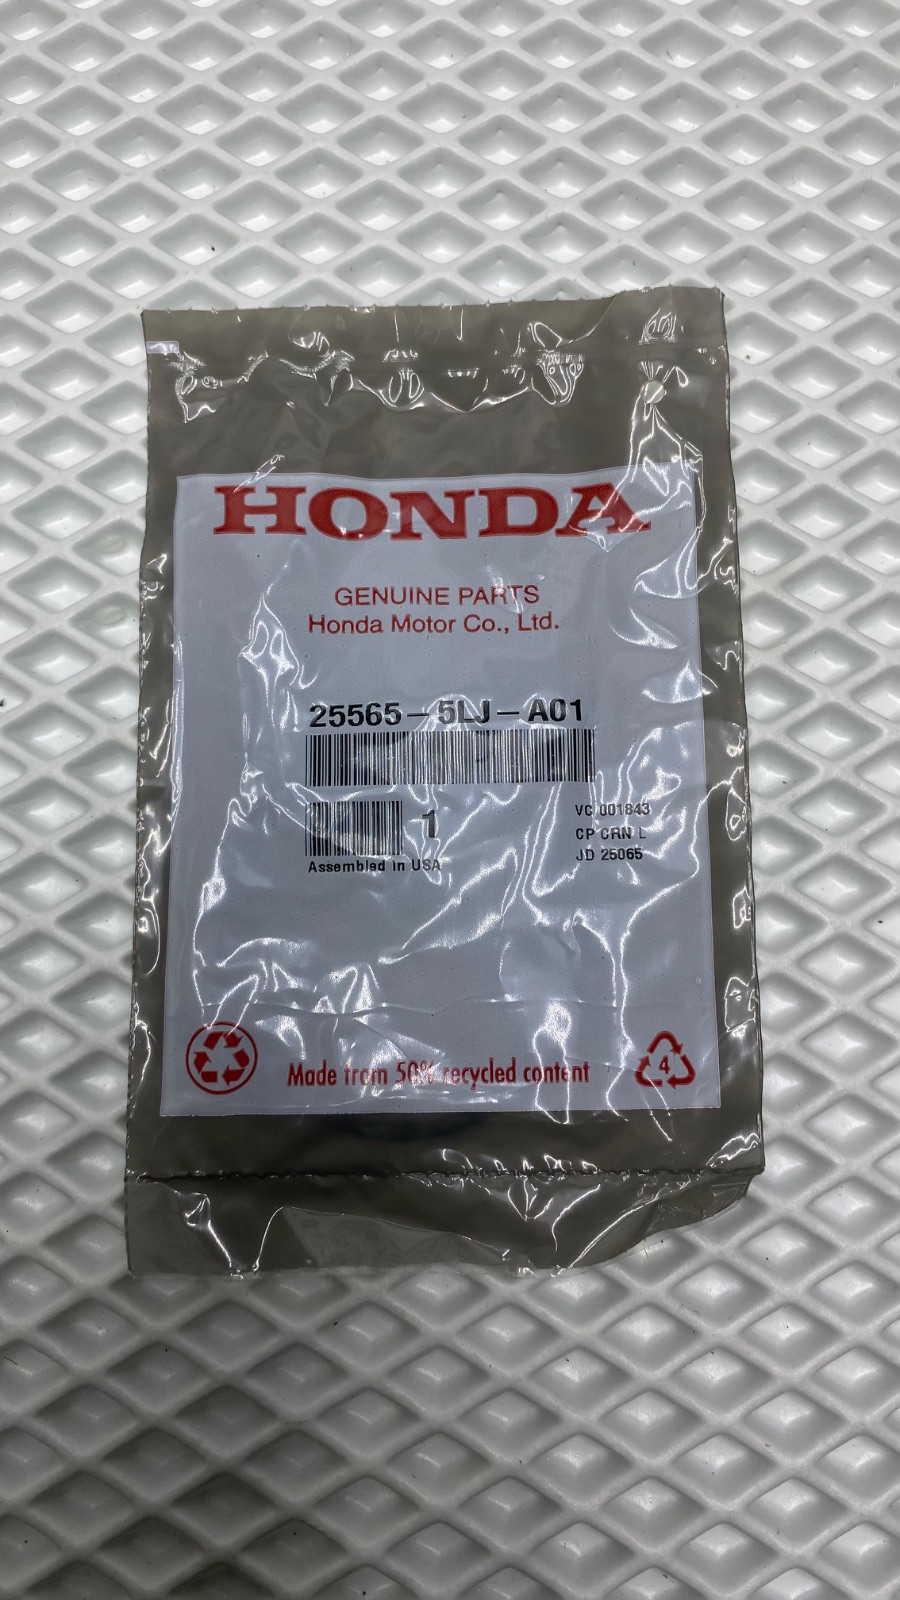 HONDA
GENUINE PARTS
Honda Motor Co., Ltd.
25565-5LJ-A01
1
VC 001843
CP CRN L
JD 25065
Assembled in USA
Made from 50% recycled content
4